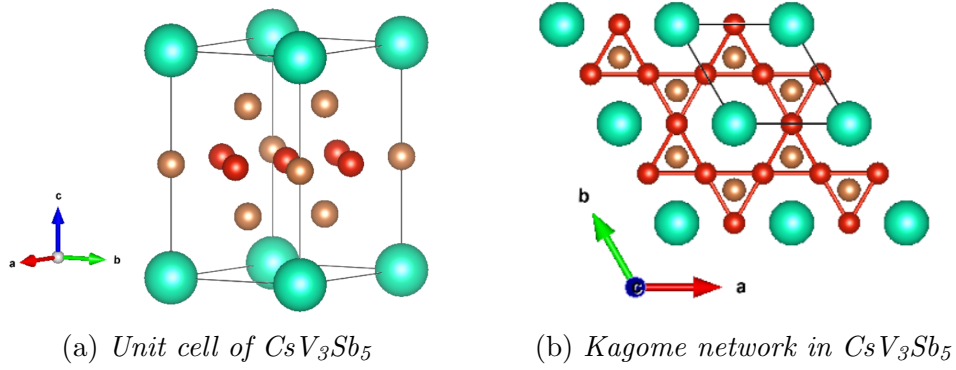 c
a
b
b
c
a
(a) Unit cell of CsV₃Sb₅
(b) Kagome network in CsV₃Sb₅